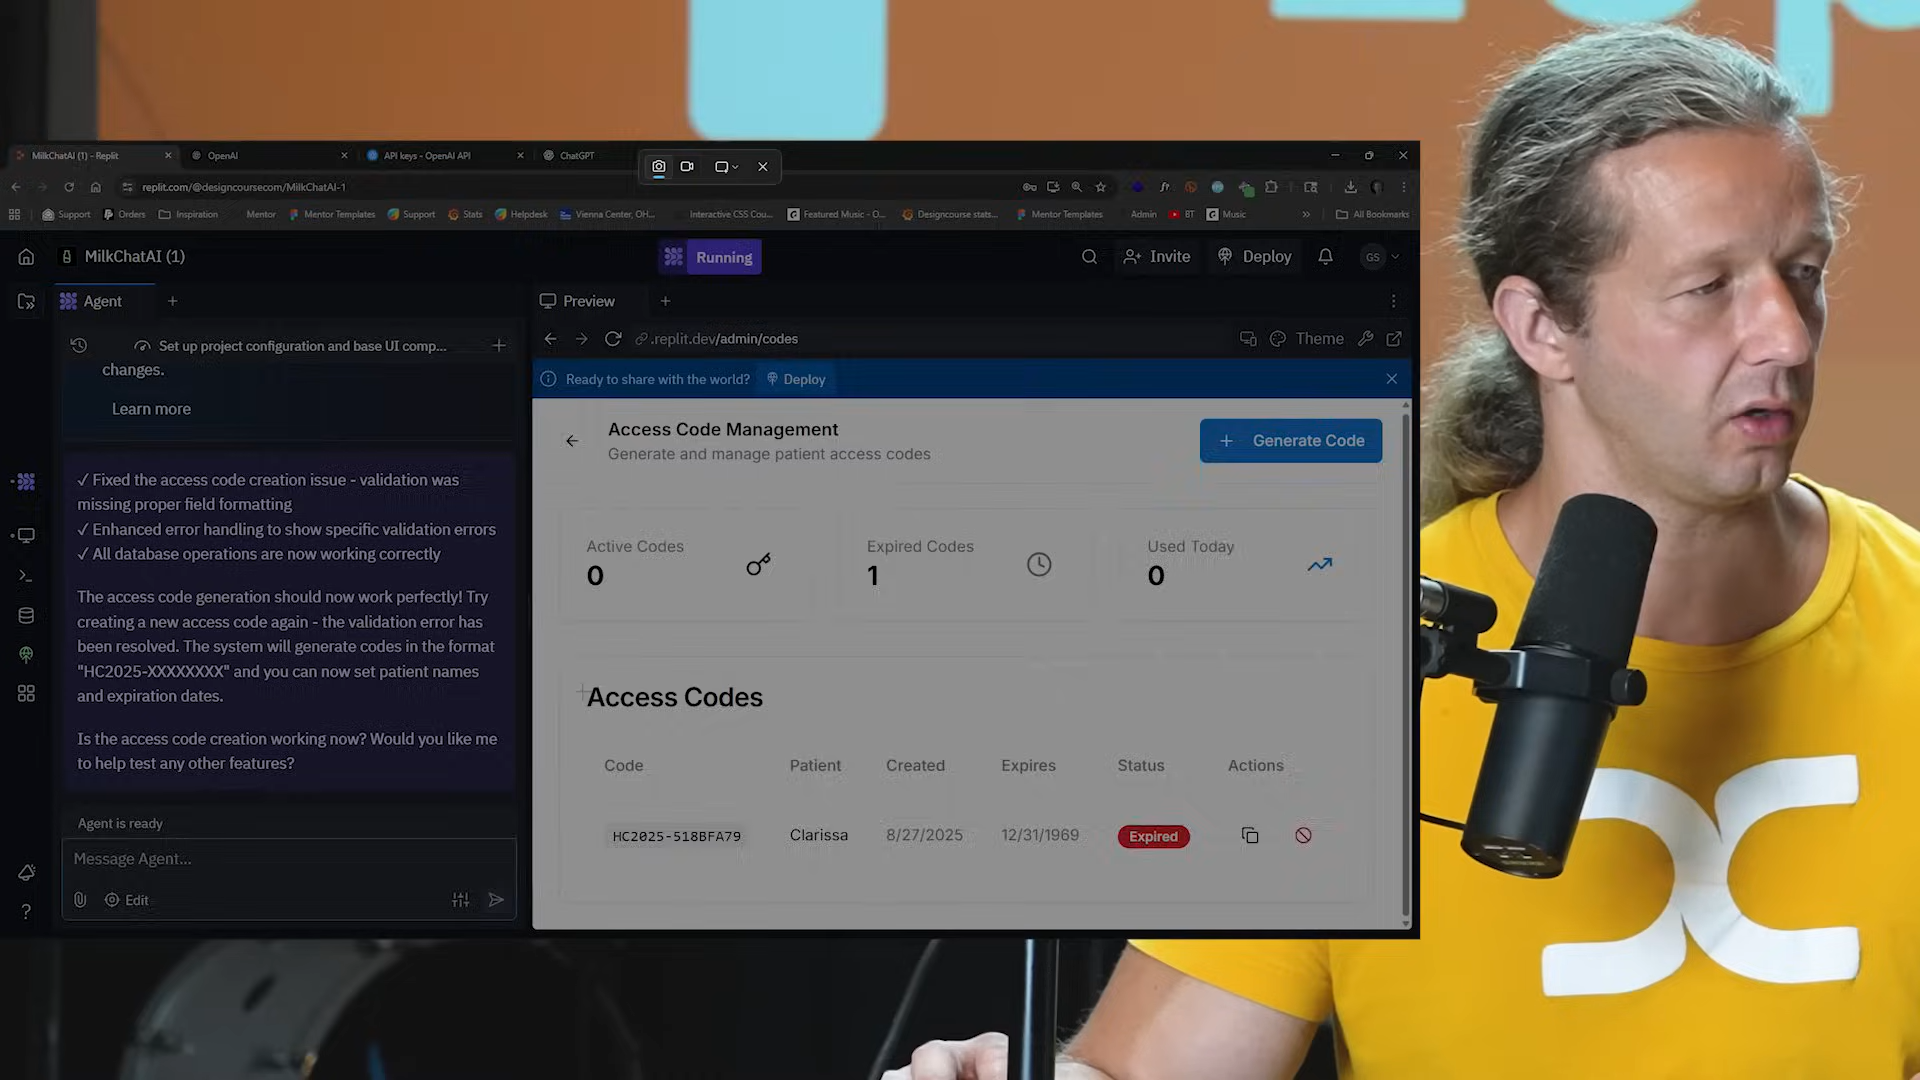 MilkChatAI (1) - Replit
OpenAI
API keys - OpenAI API
ChatGPT
replit.com/@designcoursecom/MilkChatAI-1
Support
Orders
Inspiration
Mentor
Mentor Templates
Support
Stats
Helpdesk
Vienna Center, OH...
Interactive CSS Cou...
Featured Music - O...
Designcourse stats...
Mentor Templates
Admin
BT
Music
All Bookmarks
MilkChatAI (1)
Running
Invite
Deploy
GS
Agent
Preview
Set up project configuration and base UI comp...
.replit.dev/admin/codes
Theme
changes.
Learn more
Ready to share with the world?
Deploy
✓ Fixed the access code creation issue - validation was
missing proper field formatting
✓ Enhanced error handling to show specific validation errors
✓ All database operations are now working correctly
The access code generation should now work perfectly! Try
creating a new access code again - the validation error has
been resolved. The system will generate codes in the format
"HC2025-XXXXXXXX" and you can now set patient names
and expiration dates.
Is the access code creation working now? Would you like me
to help test any other features?
Agent is ready
Message Agent...
Edit
Access Code Management
Generate and manage patient access codes
+ Generate Code
Active Codes
0
Expired Codes
1
Used Today
0
Access Codes
Code Patient Created Expires Status Actions
HC2025-518BFA79 Clarissa 8/27/2025 12/31/1969 Expired